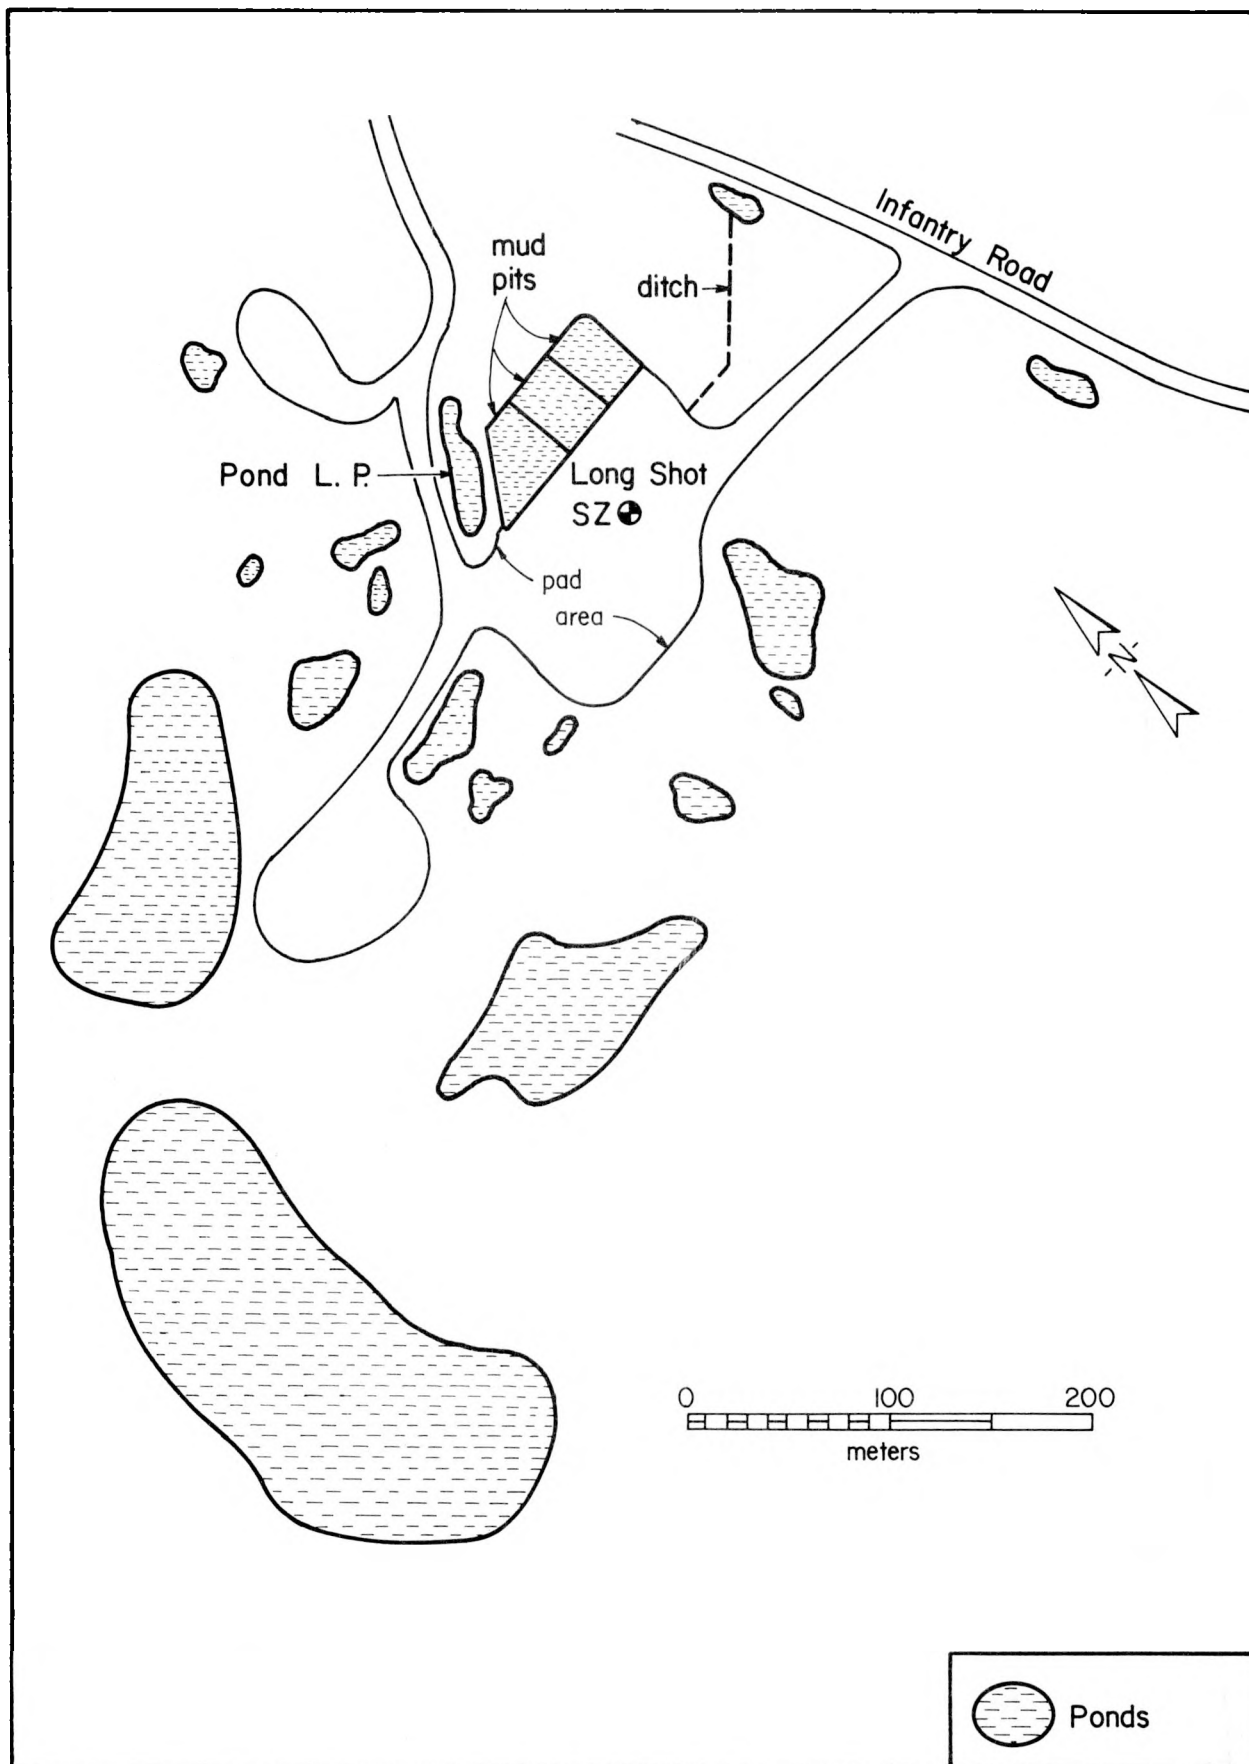 Infantry Road
mud
pits
ditch
Pond L. P.
Long Shot
SZ
pad
area
N
0 100 200
meters
Ponds